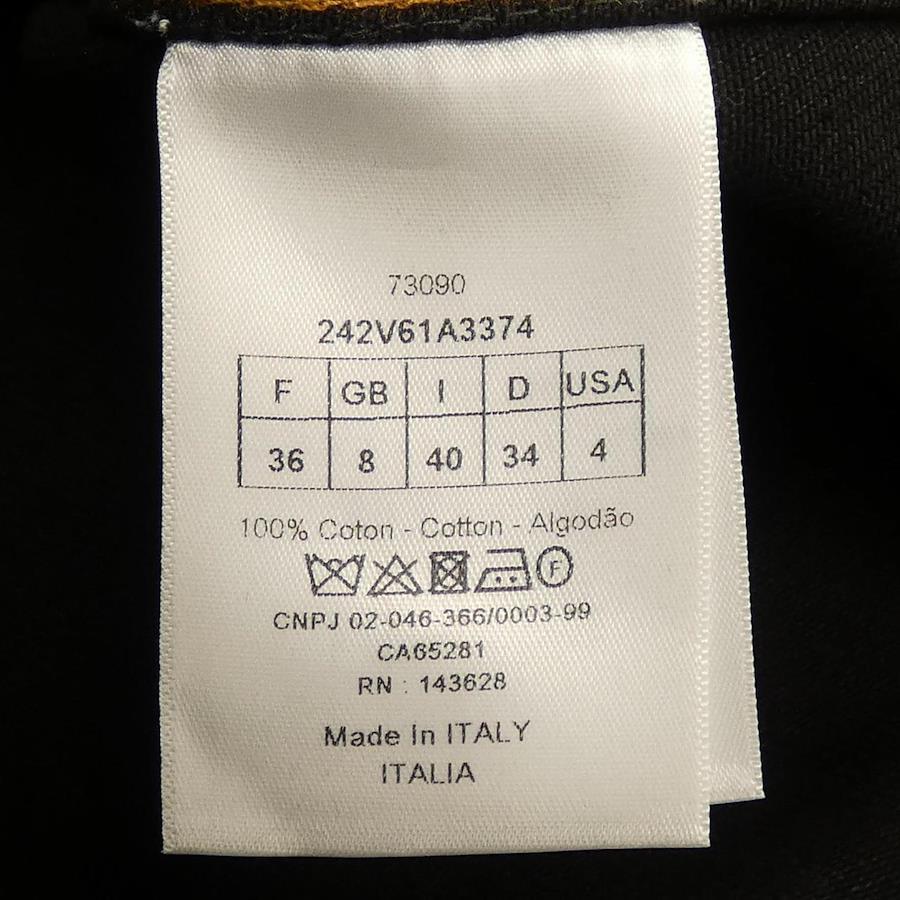 73090
242V61A3374
F GB I D USA
36 8 40 34 4
100% Coton - Cotton - Algodão
F
CNPJ 02-046-366/0003-99
CA65281
RN : 143628
Made In ITALY
ITALIA